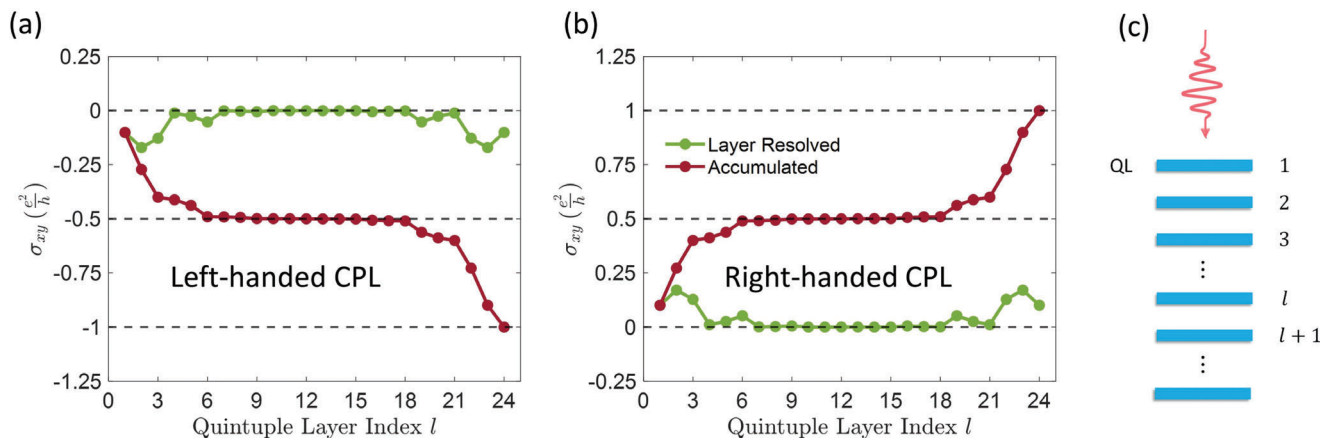 (a)
0.25
0
-0.25
-0.5
-0.75
-1
-1.25
σxy (e²/h)
Left-handed CPL
0 3 6 9 12 15 18 21 24
Quintuple Layer Index l
(b)
1.25
1
0.75
0.5
0.25
0
-0.25
σxy (e²/h)
Layer Resolved
Accumulated
Right-handed CPL
0 3 6 9 12 15 18 21 24
Quintuple Layer Index l
(c)
QL 1
2
3
⋮
l
l + 1
⋮